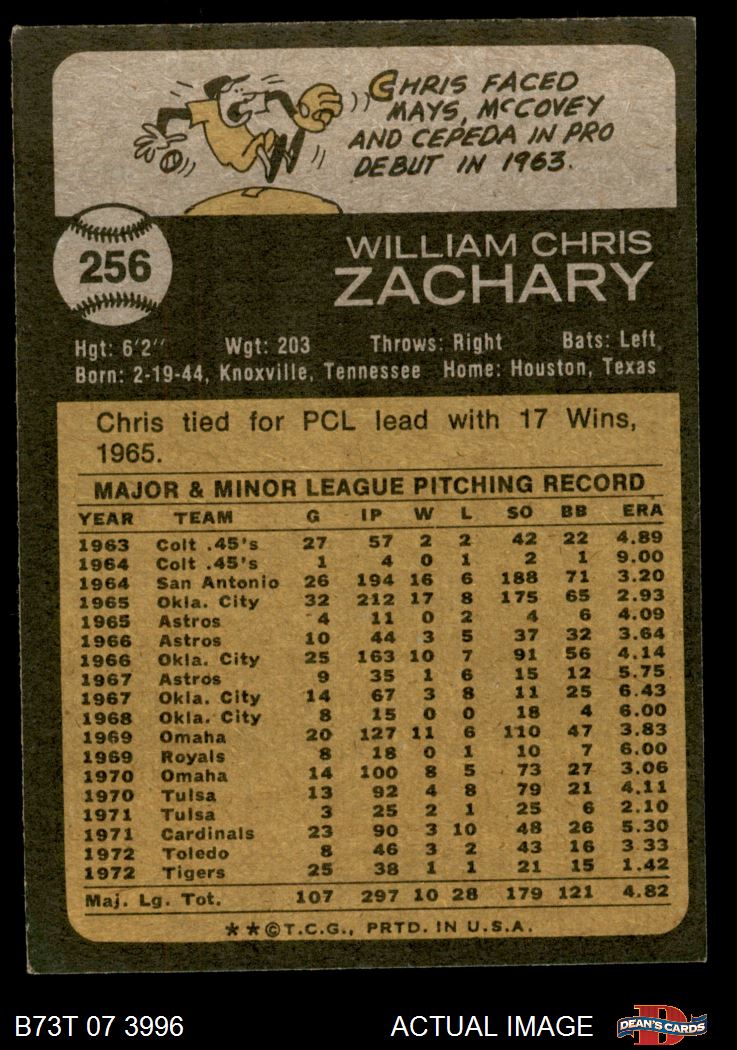 CHRIS FACED
MAYS, McCOVEY
AND CEPEDA IN PRO
DEBUT IN 1963.
256
WILLIAM CHRIS
ZACHARY
Hgt: 6'2" Wgt: 203 Throws: Right Bats: Left
Born: 2-19-44, Knoxville, Tennessee Home: Houston, Texas
Chris tied for PCL lead with 17 Wins,
1965.
MAJOR & MINOR LEAGUE PITCHING RECORD
YEAR TEAM G IP W L SO BB ERA
1963 Colt .45's 27 57 2 2 42 22 4.89
1964 Colt .45's 1 4 0 1 2 1 9.00
1964 San Antonio 26 194 16 6 188 71 3.20
1965 Okla. City 32 212 17 8 175 65 2.93
1965 Astros 4 11 0 2 4 6 4.09
1966 Astros 10 44 3 5 37 32 3.64
1966 Okla. City 25 163 10 7 91 56 4.14
1967 Astros 9 35 1 6 15 12 5.75
1967 Okla. City 14 67 3 8 11 25 6.43
1968 Okla. City 8 15 0 0 18 4 6.00
1969 Omaha 20 127 11 6 110 47 3.83
1969 Royals 8 18 0 1 10 7 6.00
1970 Omaha 14 100 8 5 73 27 3.06
1970 Tulsa 13 92 4 8 79 21 4.11
1971 Tulsa 3 25 2 1 25 6 2.10
1971 Cardinals 23 90 3 10 48 26 5.30
1972 Toledo 8 46 3 2 43 16 3.33
1972 Tigers 25 38 1 1 21 15 1.42
Maj. Lg. Tot. 107 297 10 28 179 121 4.82
**©T.C.G., PRTD. IN U.S.A.
B73T 07 3996 ACTUAL IMAGE D DEAN'S CARDS